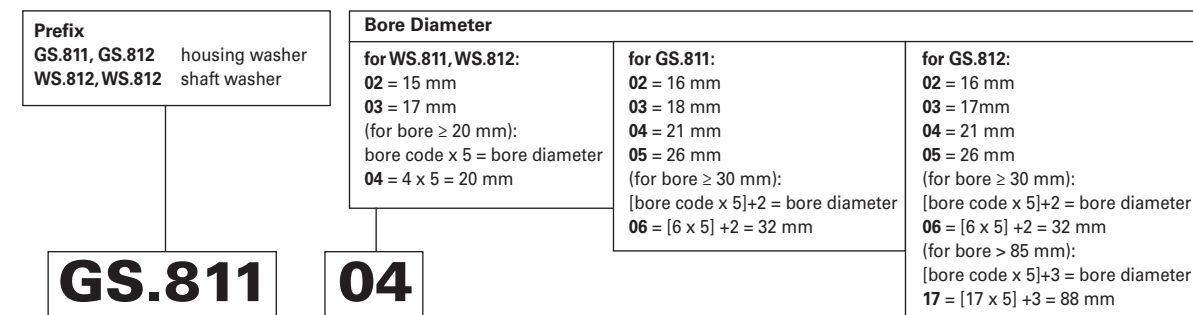 Prefix
GS.811, GS.812 housing washer
WS.812, WS.812 shaft washer
Bore Diameter
for WS.811, WS.812:
02 = 15 mm
03 = 17 mm
(for bore ≥ 20 mm):
bore code x 5 = bore diameter
04 = 4 x 5 = 20 mm
for GS.811:
02 = 16 mm
03 = 18 mm
04 = 21 mm
05 = 26 mm
(for bore ≥ 30 mm):
[bore code x 5]+2 = bore diameter
06 = [6 x 5] +2 = 32 mm
for GS.812:
02 = 16 mm
03 = 17mm
04 = 21 mm
05 = 26 mm
(for bore ≥ 30 mm):
[bore code x 5]+2 = bore diameter
06 = [6 x 5] +2 = 32 mm
(for bore > 85 mm):
[bore code x 5]+3 = bore diameter
17 = [17 x 5] +3 = 88 mm
GS.811 04